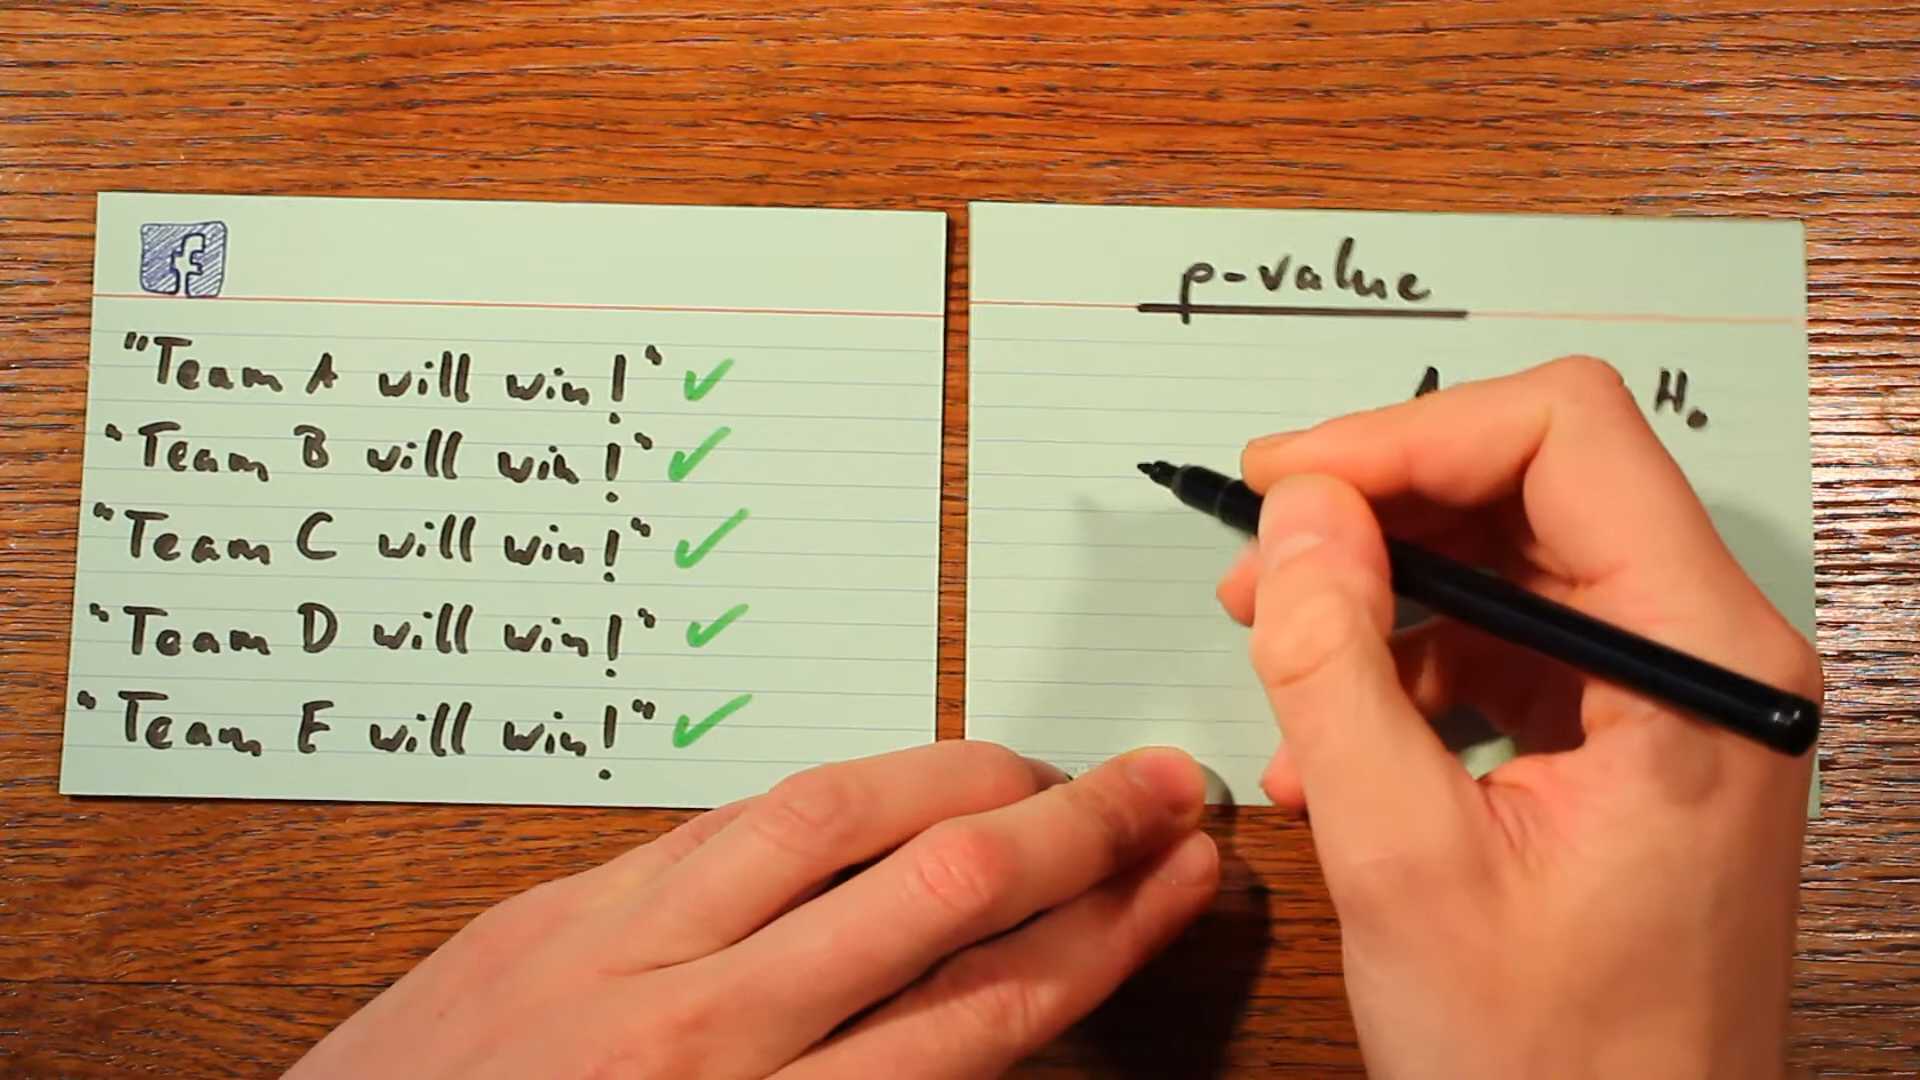 f
"Team A will win!"
"Team B will win!"
"Team C will win!"
"Team D will win!"
"Team E will win!"
p-value
H₀